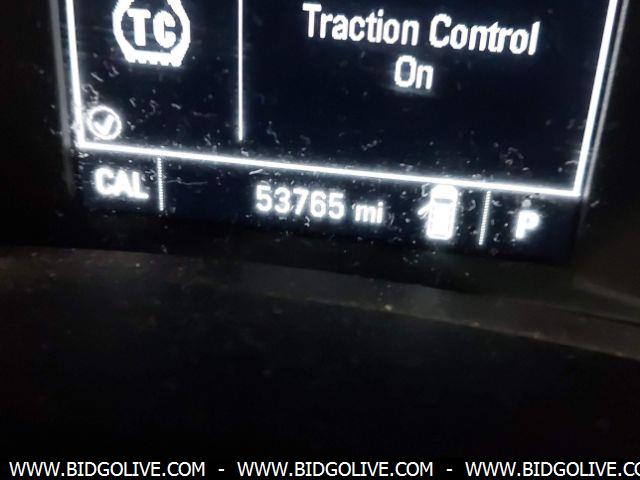 TC
Traction Control
On
CAL 53765 mi P
WWW.BIDGOLIVE.COM - WWW.BIDGOLIVE.COM - WWW.BIDGOLIVE.CO